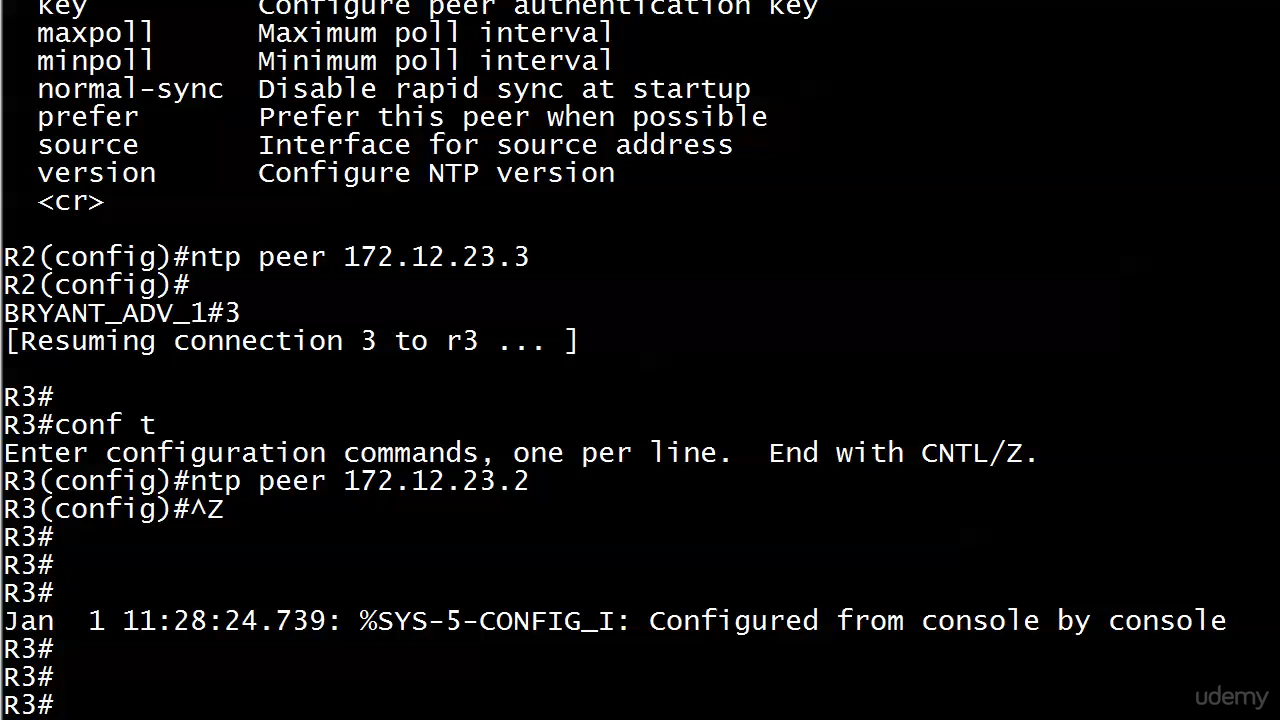 key Configure peer authentication key
maxpoll Maximum poll interval
minpoll Minimum poll interval
normal-sync Disable rapid sync at startup
prefer Prefer this peer when possible
source Interface for source address
version Configure NTP version
<cr>
R2(config)#ntp peer 172.12.23.3
R2(config)#
BRYANT_ADV_1#3
[Resuming connection 3 to r3 ... ]
R3#
R3#conf t
Enter configuration commands, one per line.  End with CNTL/Z.
R3(config)#ntp peer 172.12.23.2
R3(config)#^Z
R3#
R3#
R3#
Jan  1 11:28:24.739: %SYS-5-CONFIG_I: Configured from console by console
R3#
R3#
R3#
udemy